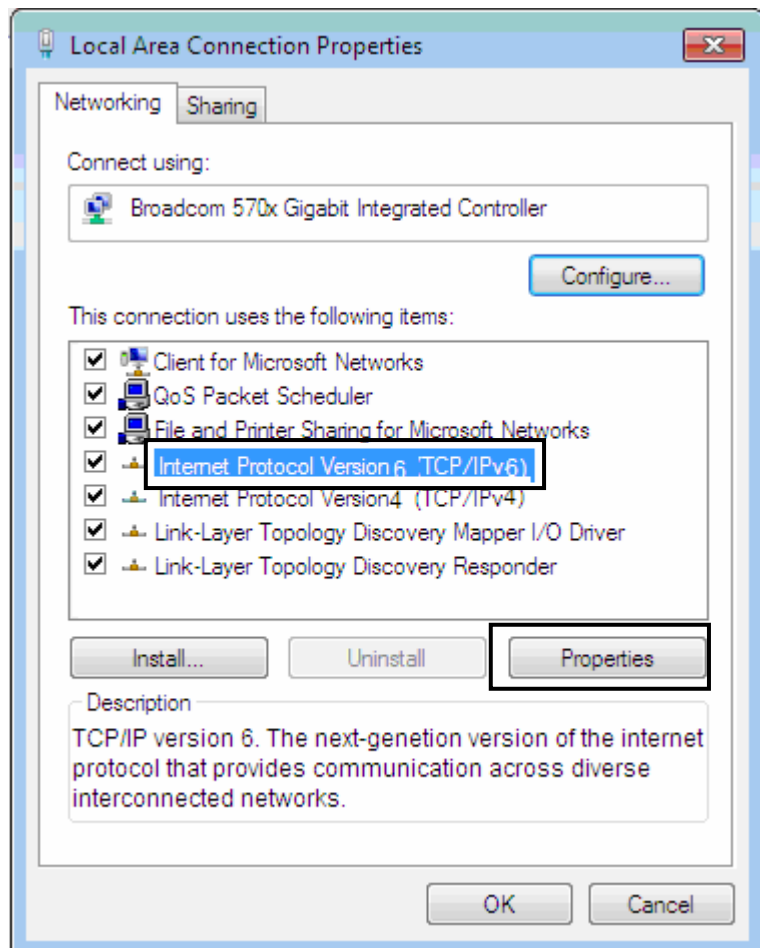 Local Area Connection Properties
Networking
Sharing
Connect using:
Broadcom 570x Gigabit Integrated Controller
Configure...
This connection uses the following items:
Client for Microsoft Networks
QoS Packet Scheduler
File and Printer Sharing for Microsoft Networks
Internet Protocol Version 6 (TCP/IPv6)
Internet Protocol Version4 (TCP/IPv4)
Link-Layer Topology Discovery Mapper I/O Driver
Link-Layer Topology Discovery Responder
Install...
Uninstall
Properties
Description
TCP/IP version 6. The next-genetion version of the internet
protocol that provides communication across diverse
interconnected networks.
OK
Cancel